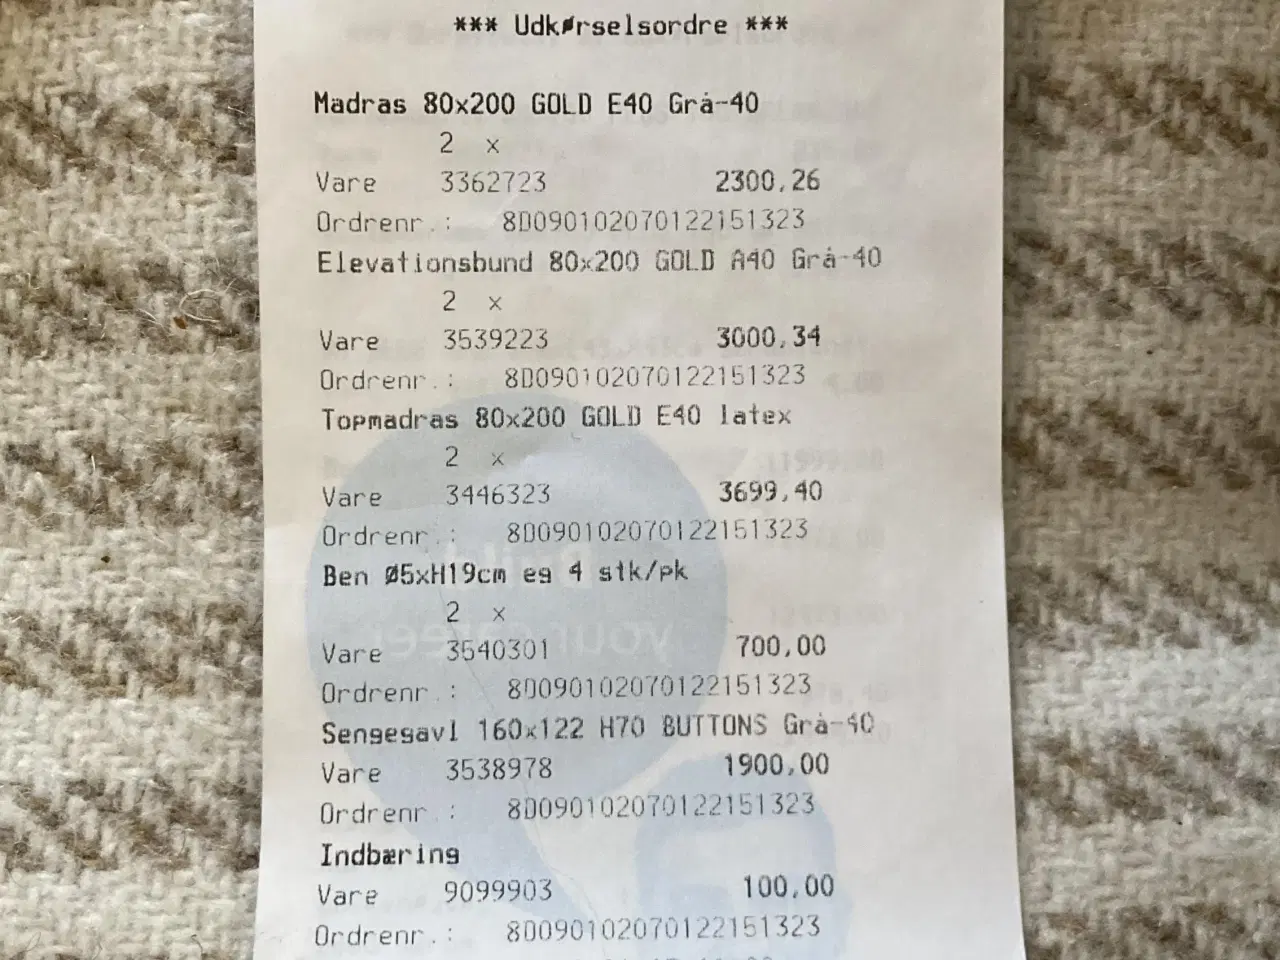 *** Udkørselsordre ***
Madras 80x200 GOLD E40 Grå-40
2 x
Vare 3362723 2300,26
Ordrenr.: 8D09010207012215­1323
Elevationsbund 80x200 GOLD A40 Grå-40
2 x
Vare 3539223 3000,34
Ordrenr.: 8D090102070122151323
Topmadras 80x200 GOLD E40 latex
2 x
Vare 3446323 3699,40
Ordrenr.: 8D090102070122151323
Ben Ø5xH19cm eg 4 stk/pk
2 x
Vare 3540301 700,00
Ordrenr.: 8D090102070122151323
Sengegavl 160x122 H70 BUTTONS Grå-40
Vare 3538978 1900,00
Ordrenr.: 8D090102070122151323
Indbæring
Vare 9099903 100,00
Ordrenr.: 8D090102070122151323